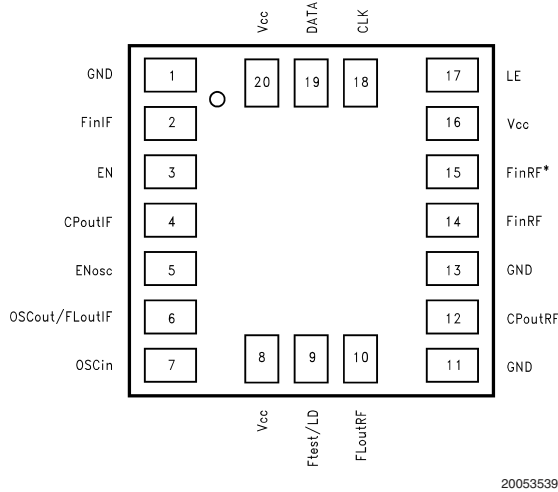 Vcc
DATA
CLK
GND 1 20 19 18 17 LE
FinIF 2 16 Vcc
EN 3 15 FinRF*
CPoutIF 4 14 FinRF
ENosc 5 13 GND
OSCout/FLoutIF 6 12 CPoutRF
OSCin 7 8 9 10 11 GND
Vcc
Ftest/LD
FLoutRF
20053539